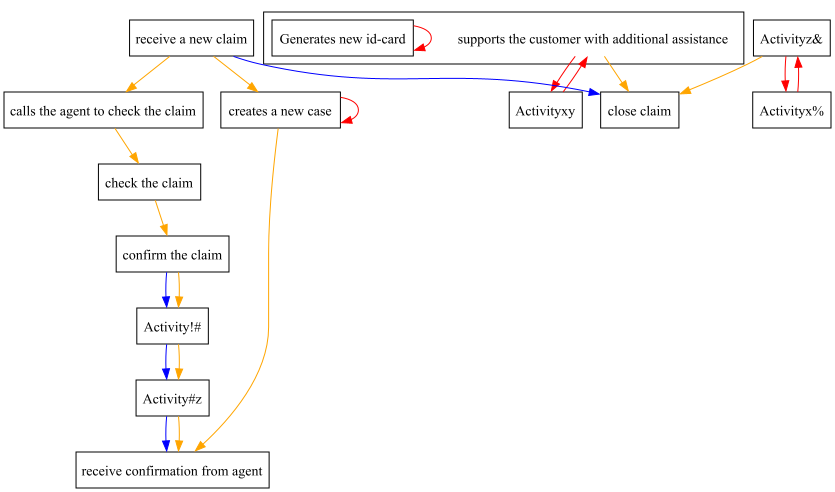 receive a new claim
Generates new id-card
supports the customer with additional assistance
Activityz&
calls the agent to check the claim
creates a new case
Activityxy
close claim
Activityx%
check the claim
confirm the claim
Activity!#
Activity#z
receive confirmation from agent